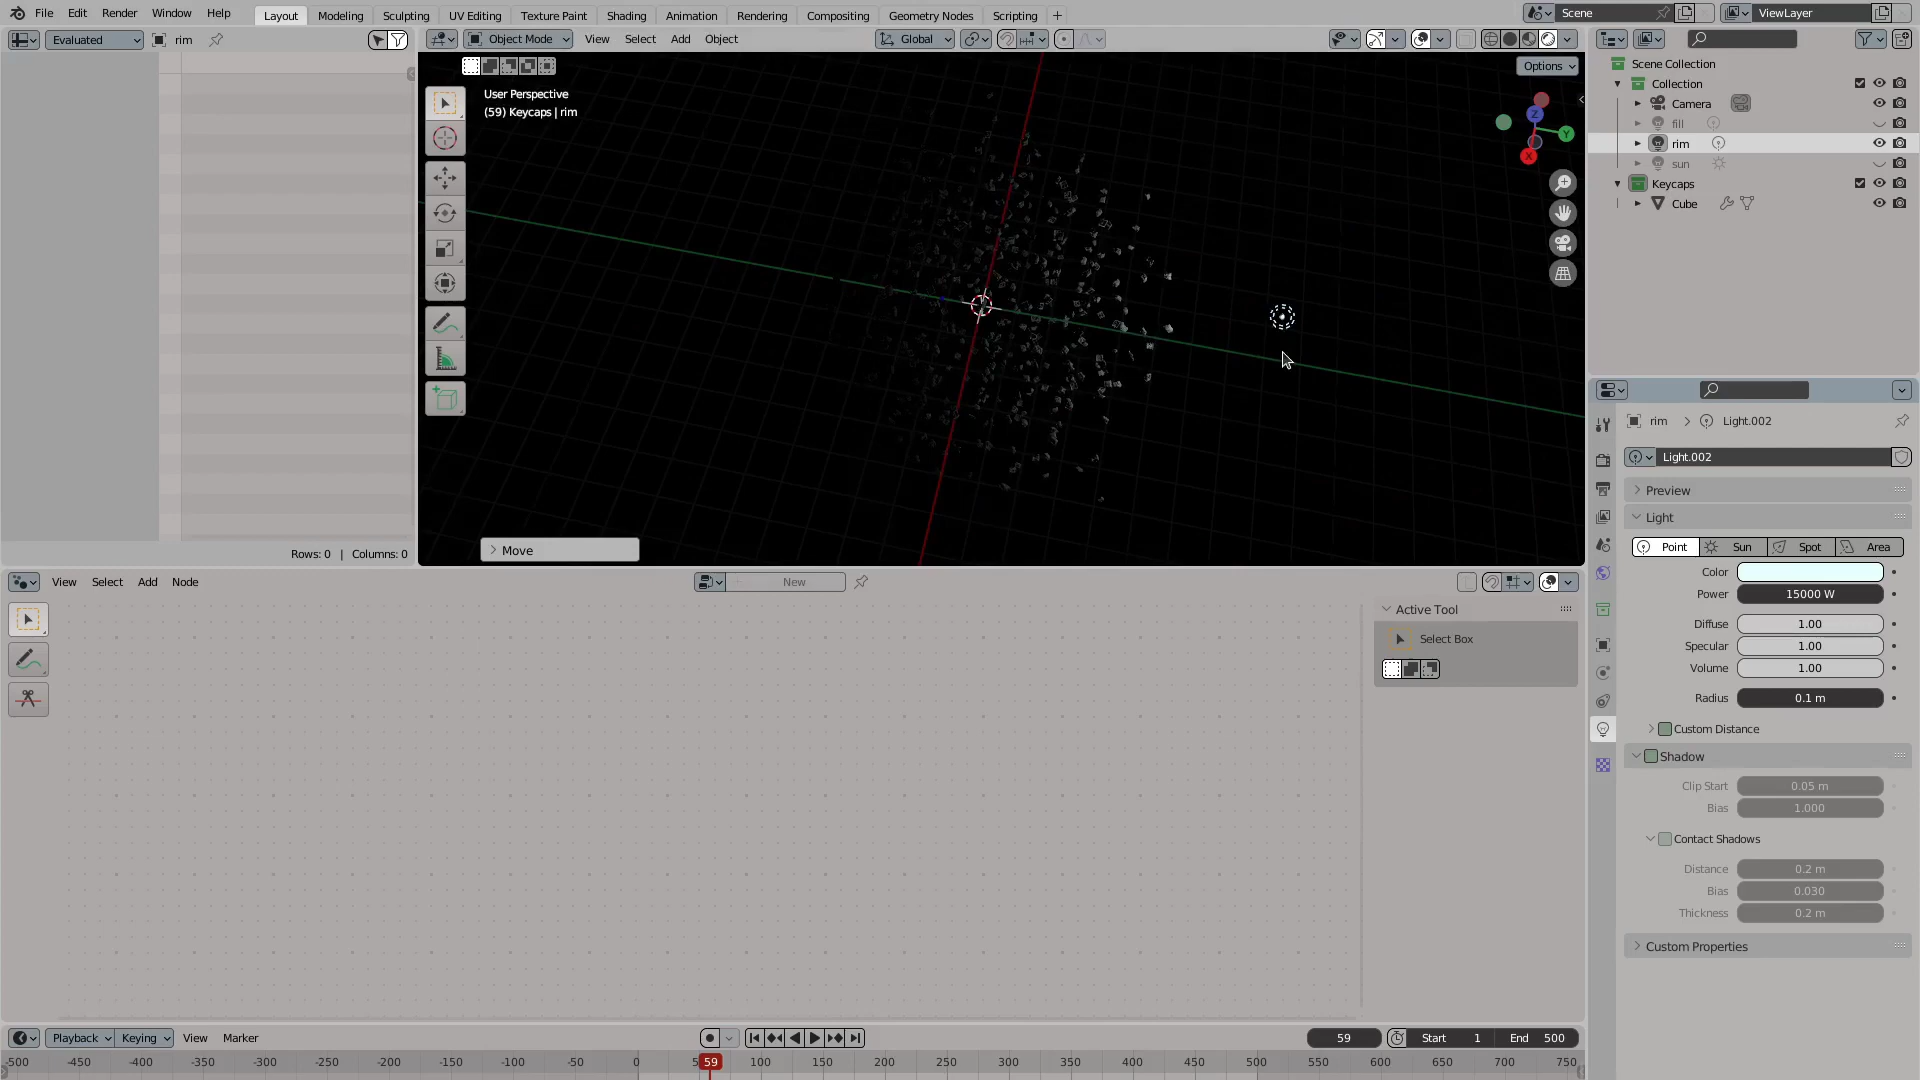 File Edit Render Window Help Layout Modeling Sculpting UV Editing Texture Paint Shading Animation Rendering Compositing Geometry Nodes Scripting Scene ViewLayer
Evaluated rim Object Mode View Select Add Object Global
Options
User Perspective
(59) Keycaps | rim
Scene Collection
Collection
Camera
fill
rim
sun
Keycaps
Cube
Z
Y
X
Move
Rows: 0 | Columns: 0
rim Light.002
Light.002
Preview
Light
Point Sun Spot Area
Color
Power 15000 W
Diffuse 1.00
Specular 1.00
Volume 1.00
Radius 0.1 m
Custom Distance
Shadow
Clip Start 0.05 m
Bias 1.000
Contact Shadows
Distance 0.2 m
Bias 0.030
Thickness 0.2 m
Custom Properties
View Select Add Node New
Active Tool
Select Box
Playback Keying View Marker 59 Start 1 End 500
-500 -450 -400 -350 -300 -250 -200 -150 -100 -50 0 59 100 150 200 250 300 350 400 450 500 550 600 650 700 750